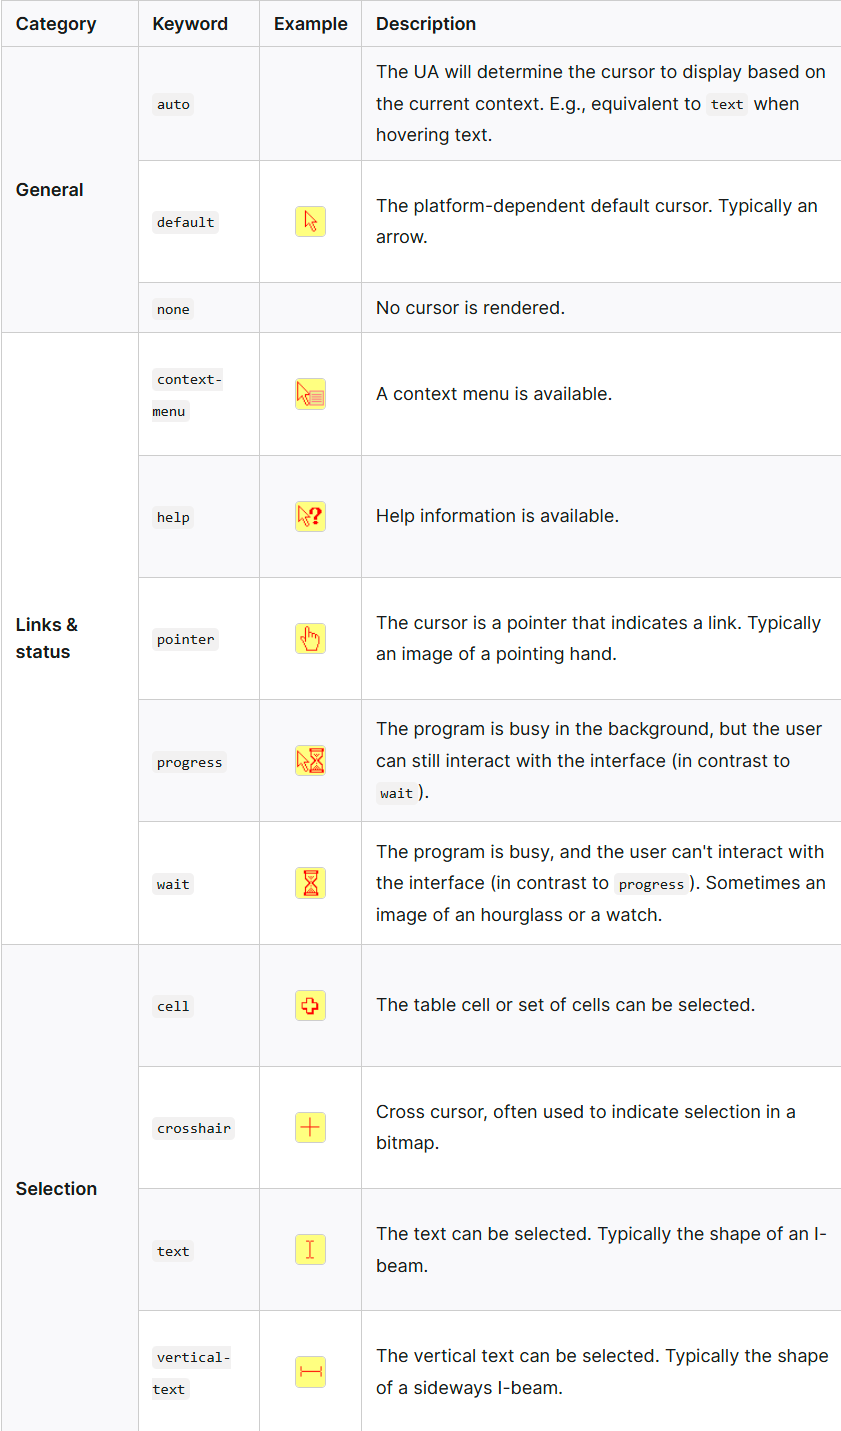 Category Keyword Example Description
General
auto
The UA will determine the cursor to display based on
the current context. E.g., equivalent to text when
hovering text.
default
The platform-dependent default cursor. Typically an
arrow.
none
No cursor is rendered.
Links &
status
context-
menu
A context menu is available.
help
Help information is available.
pointer
The cursor is a pointer that indicates a link. Typically
an image of a pointing hand.
progress
The program is busy in the background, but the user
can still interact with the interface (in contrast to
wait).
wait
The program is busy, and the user can't interact with
the interface (in contrast to progress). Sometimes an
image of an hourglass or a watch.
Selection
cell
The table cell or set of cells can be selected.
crosshair
Cross cursor, often used to indicate selection in a
bitmap.
text
The text can be selected. Typically the shape of an I-
beam.
vertical-
text
The vertical text can be selected. Typically the shape
of a sideways I-beam.